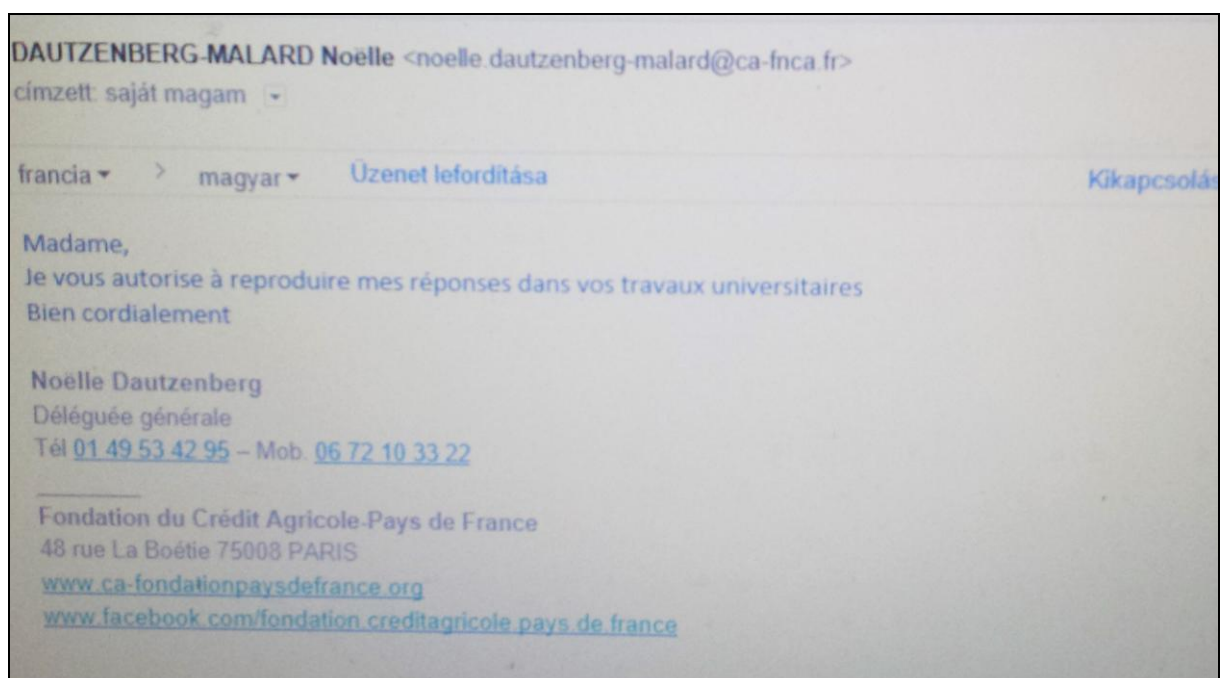 DAUTZENBERG-MALARD Noëlle <noelle.dautzenberg-malard@ca-fnca.fr>
címzett: saját magam
francia > magyar Üzenet lefordítása Kikapcsolás
Madame,
Je vous autorise à reproduire mes réponses dans vos travaux universitaires
Bien cordialement
Noëlle Dautzenberg
Déléguée générale
Tél 01 49 53 42 95 – Mob. 06 72 10 33 22
Fondation du Crédit Agricole-Pays de France
48 rue La Boétie 75008 PARIS
www.ca-fondationpaysdefrance.org
www.facebook.com/fondation.creditagricole.pays.de.france